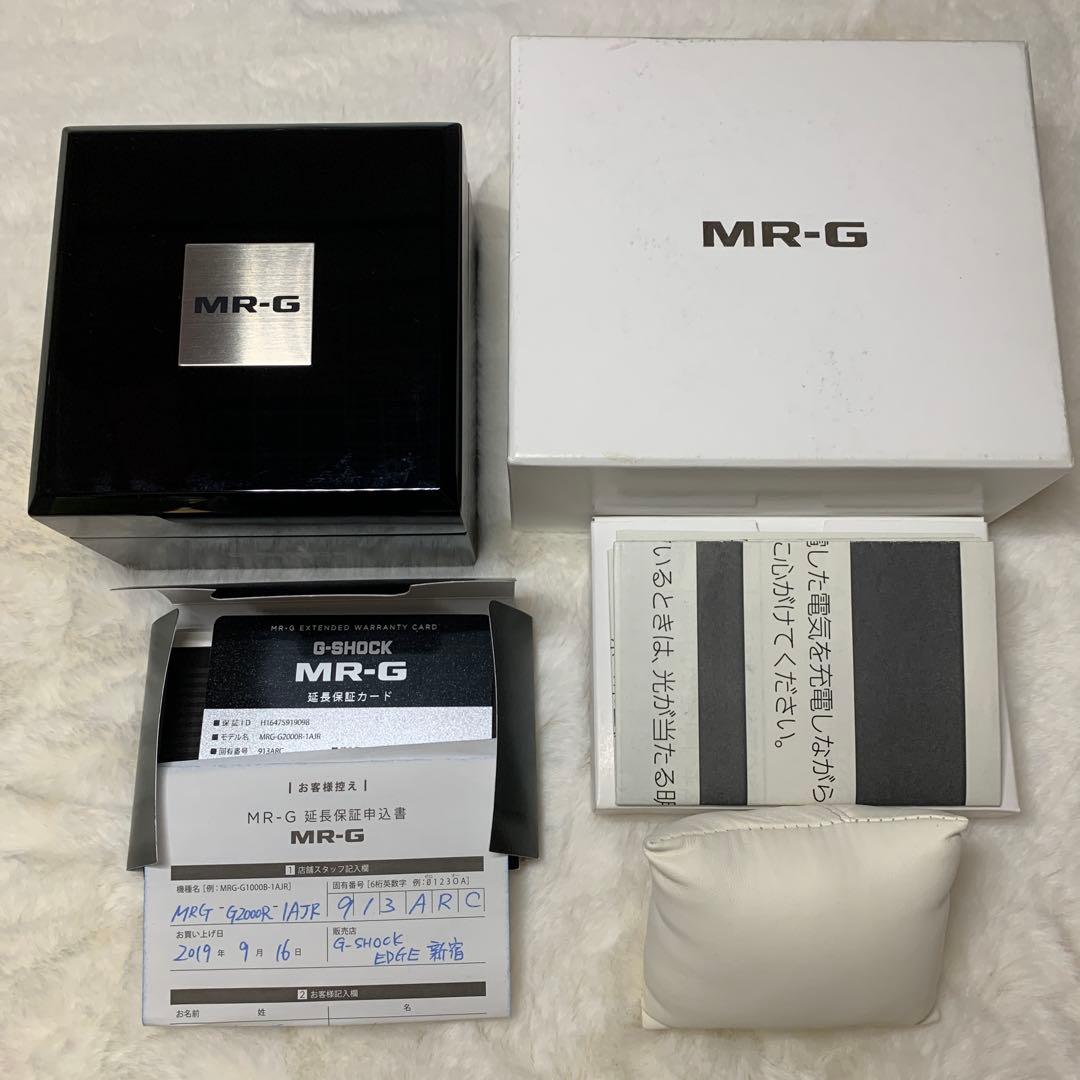 MR-G
MR-G
MR-G EXTENDED WARRANTY CARD
G-SHOCK
MR-G
延長保証カード
■ 保証ID H1647S91909B
■ モデル名 MRG-G2000R-1AJR
■ 固有番号 913ARC
| お客様控え |
MR-G 延長保証申込書
MR-G
1 店舗スタッフ記入欄
機種名 [例：MRG-G1000B-1AJR]
MRG-G2000R-1AJR
固有番号 [6桁英数字 例：01230A]
913ARC
お買い上げ日
2019 年 9 月 16 日
販売店
G-SHOCK
EDGE 新宿
2 お客様記入欄
お名前 姓 名
電した電気を充電しながら
に心がけてください。
いるときは、光が当たる明